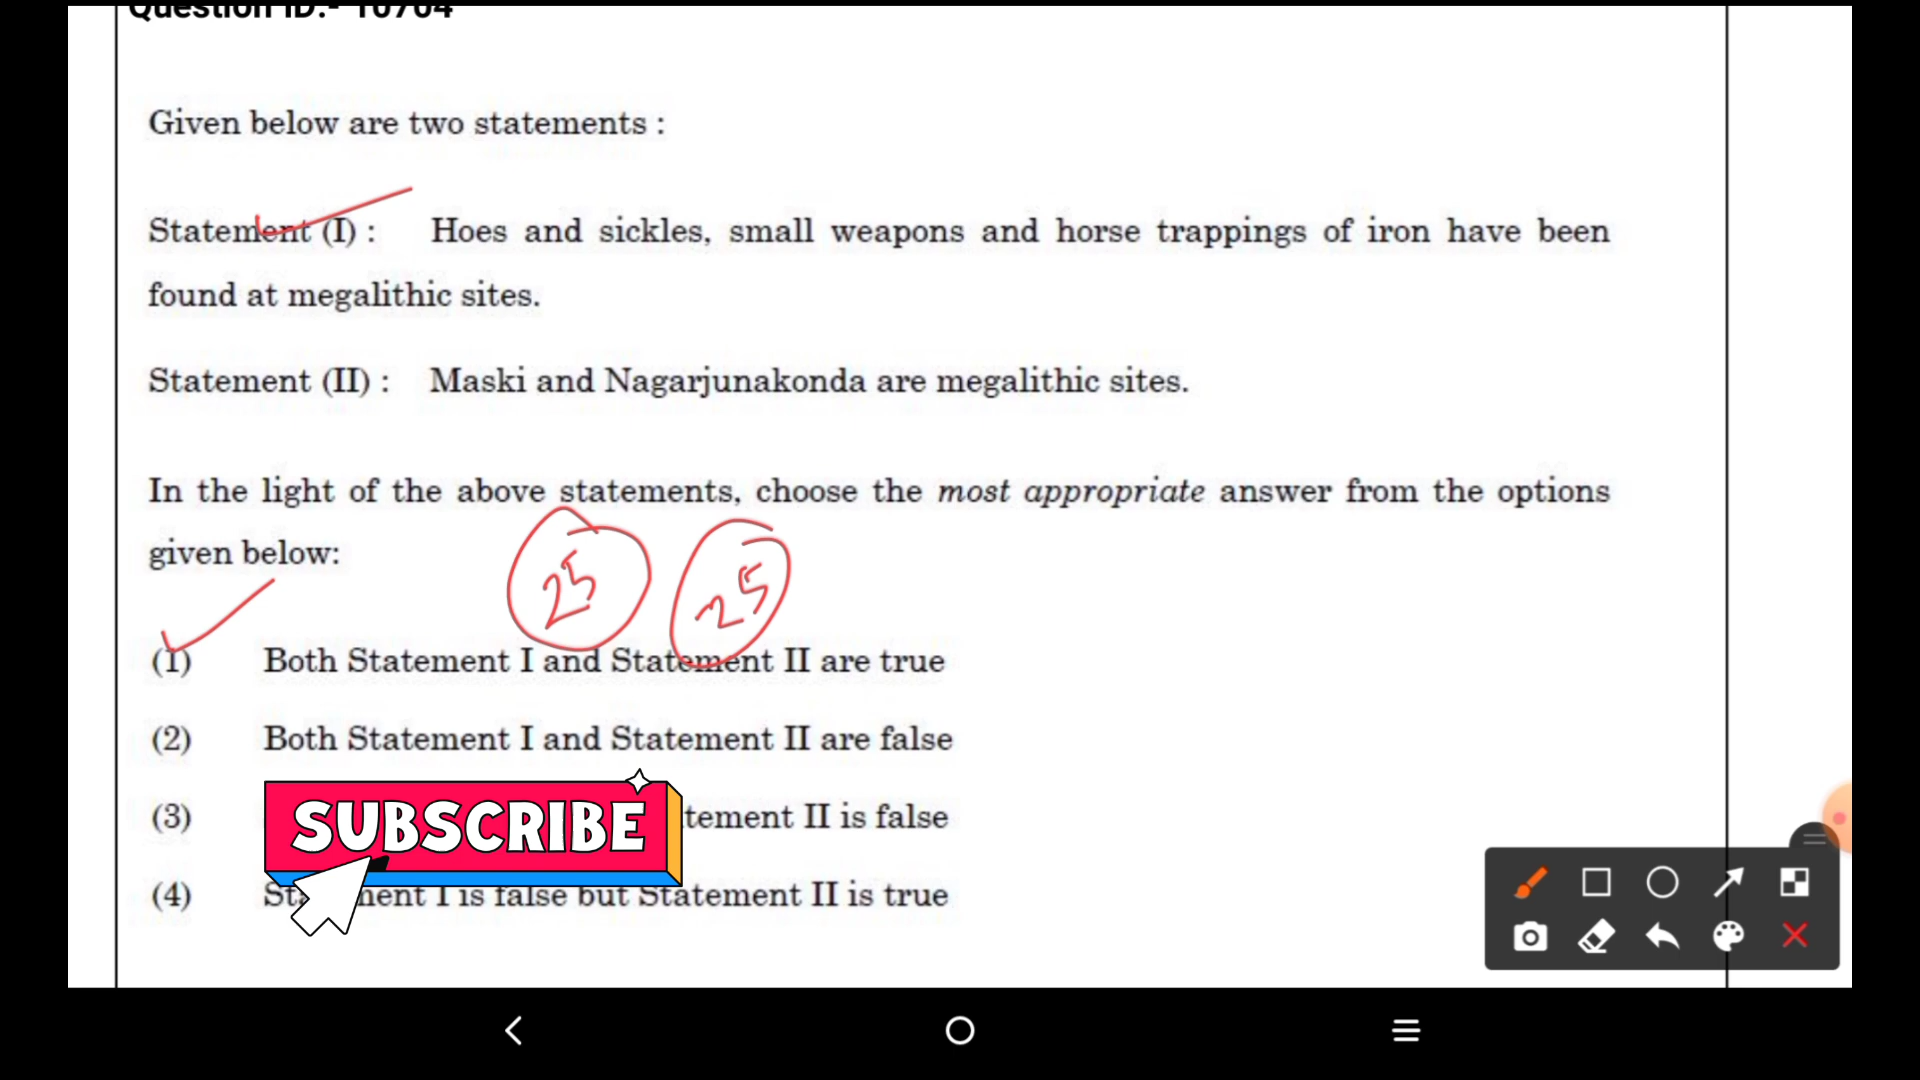 Question ID.:- 10704
Given below are two statements :
Statement (I) : Hoes and sickles, small weapons and horse trappings of iron have been
found at megalithic sites.
Statement (II) : Maski and Nagarjunakonda are megalithic sites.
In the light of the above statements, choose the most appropriate answer from the options
given below:
25 25
(1) Both Statement I and Statement II are true
(2) Both Statement I and Statement II are false
(3) tement II is false
SUBSCRIBE
(4) I is false but Statement II is true